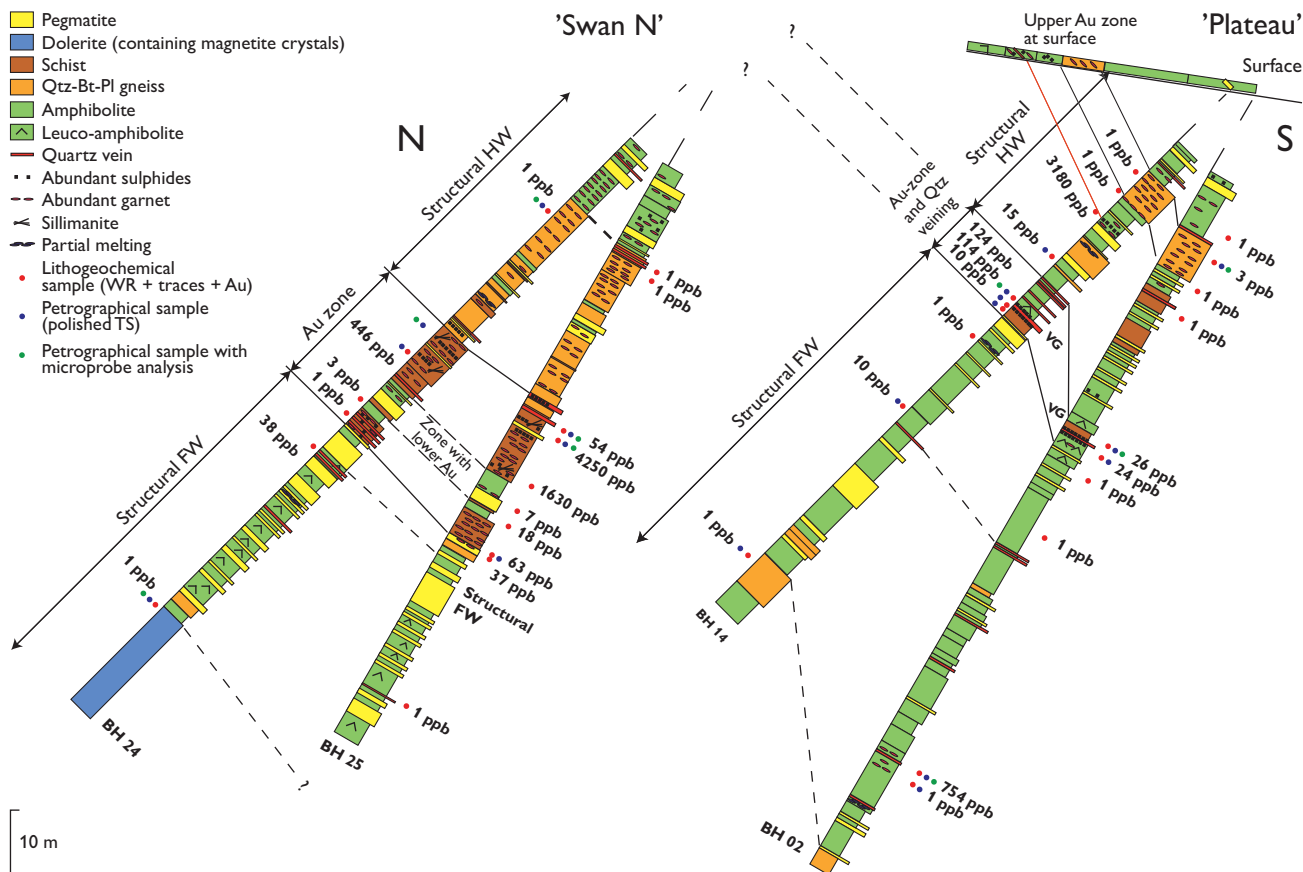 Pegmatite
Dolerite (containing magnetite crystals)
Schist
Qtz-Bt-Pl gneiss
Amphibolite
Leuco-amphibolite
Quartz vein
Abundant sulphides
Abundant garnet
Sillimanite
Partial melting
Lithogeochemical
sample (WR + traces + Au)
Petrographical sample
(polished TS)
Petrographical sample with
microprobe analysis
'Swan N'
N
Structural HW
Au zone
Structural FW
1 ppb
446 ppb
3 ppb
1 ppb
38 ppb
1 ppb
BH 24
?
?
1 ppb
1 ppb
Zone with
lower Au
54 ppb
4250 ppb
1630 ppb
7 ppb
18 ppb
63 ppb
37 ppb
Structural
FW
1 ppb
BH 25
'Plateau'
Upper Au zone
at surface
Surface
S
?
Structural
HW
Au-zone
and Qtz
veining
Structural FW
1 ppb
1 ppb
3180 ppb
15 ppb
124 ppb
114 ppb
10 ppb
1 ppb
10 ppb
1 ppb
VG
VG
BH 14
1 ppb
3 ppb
1 ppb
1 ppb
26 ppb
24 ppb
1 ppb
1 ppb
754 ppb
1 ppb
BH 02
10 m